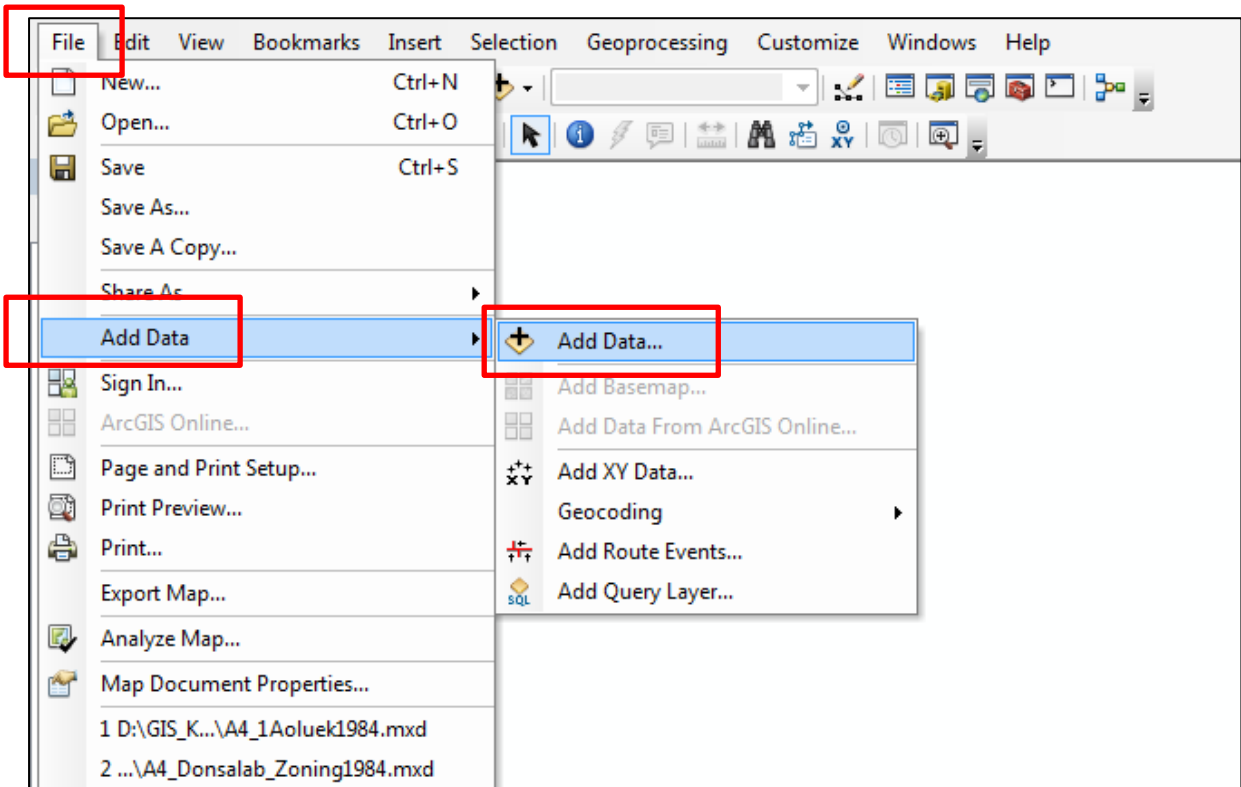 File Edit View Bookmarks Insert Selection Geoprocessing Customize Windows Help
New... Ctrl+N
Open... Ctrl+O
Save Ctrl+S
Save As...
Save A Copy...
Share As
Add Data
Sign In...
ArcGIS Online...
Page and Print Setup...
Print Preview...
Print...
Export Map...
Analyze Map...
Map Document Properties...
1 D:\GIS_K...\A4_1Aoluek1984.mxd
2 ...\A4_Donsalab_Zoning1984.mxd
XY
Add Data...
Add Basemap...
Add Data From ArcGIS Online...
XY Add XY Data...
Geocoding
Add Route Events...
SQL Add Query Layer...